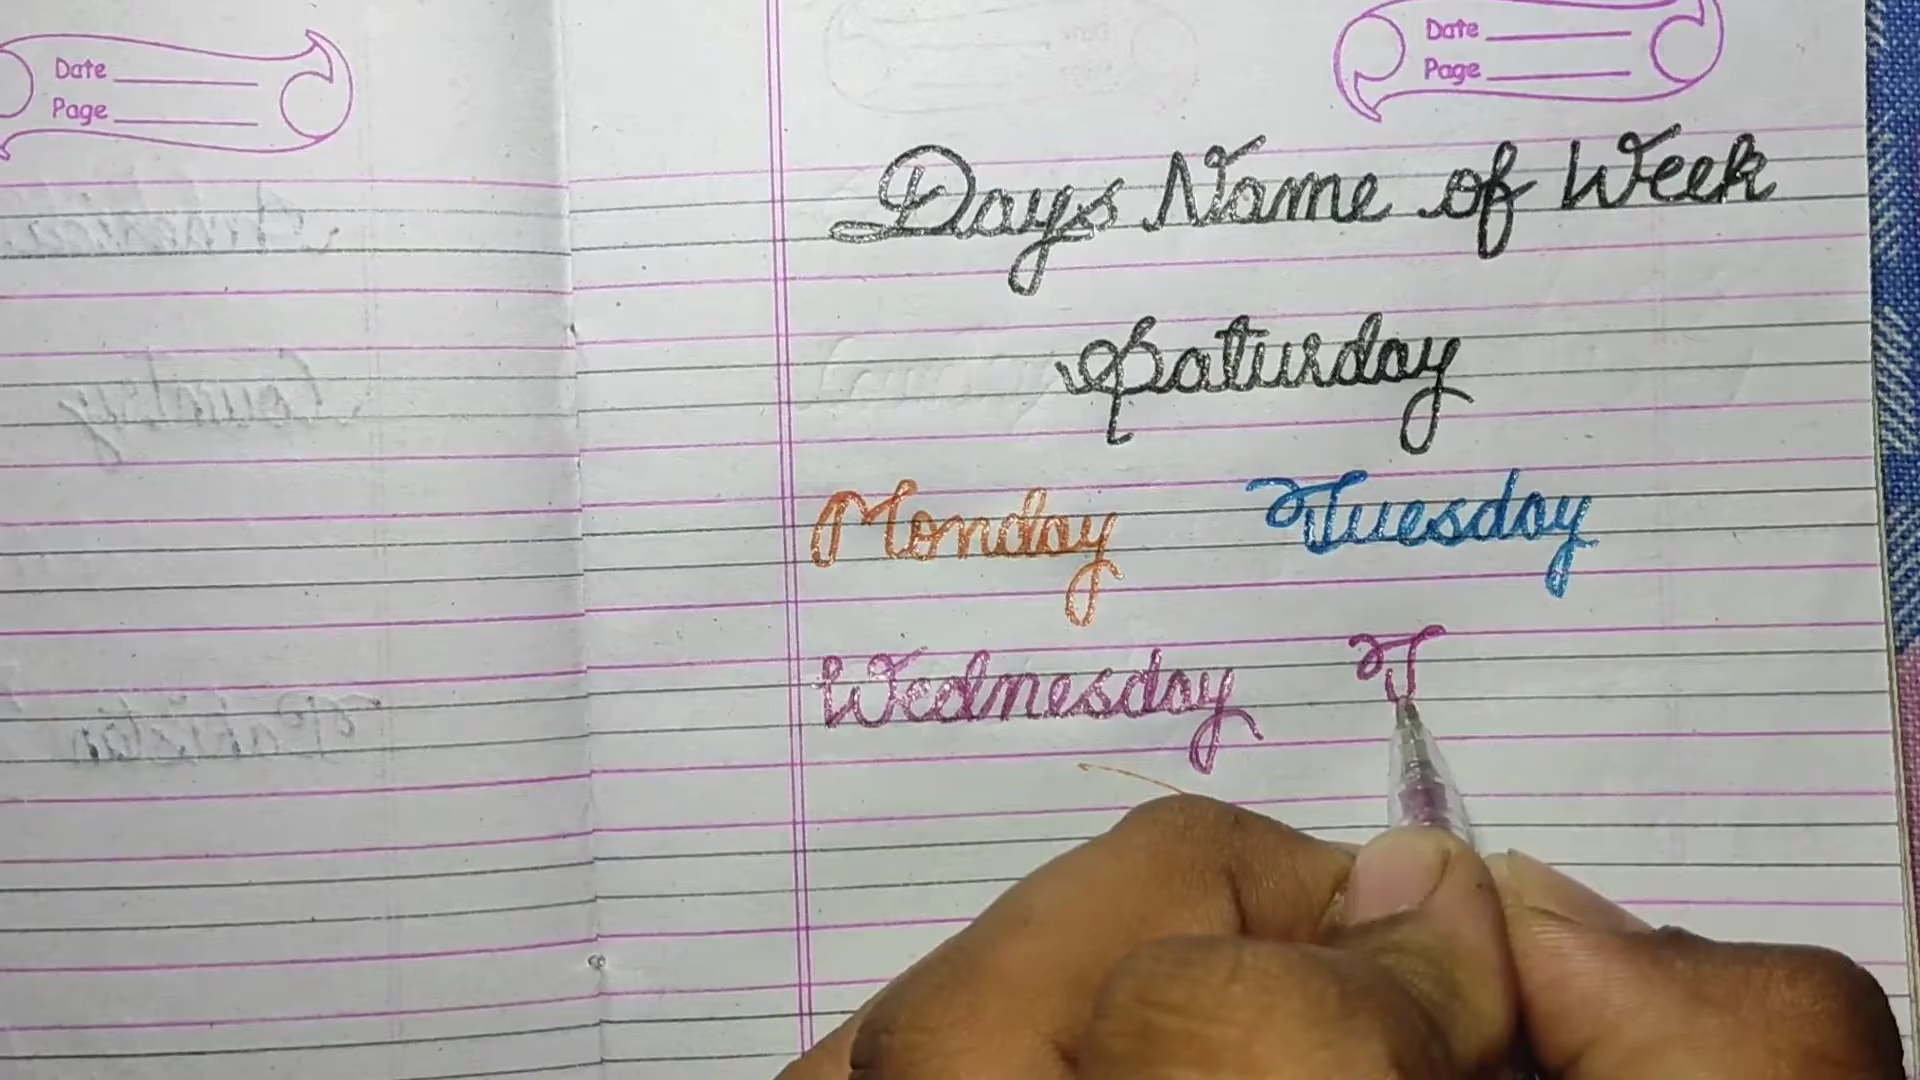 Date
Page
Date
Page
Days Name of Week
Saturday
Monday Tuesday
Wednesday T